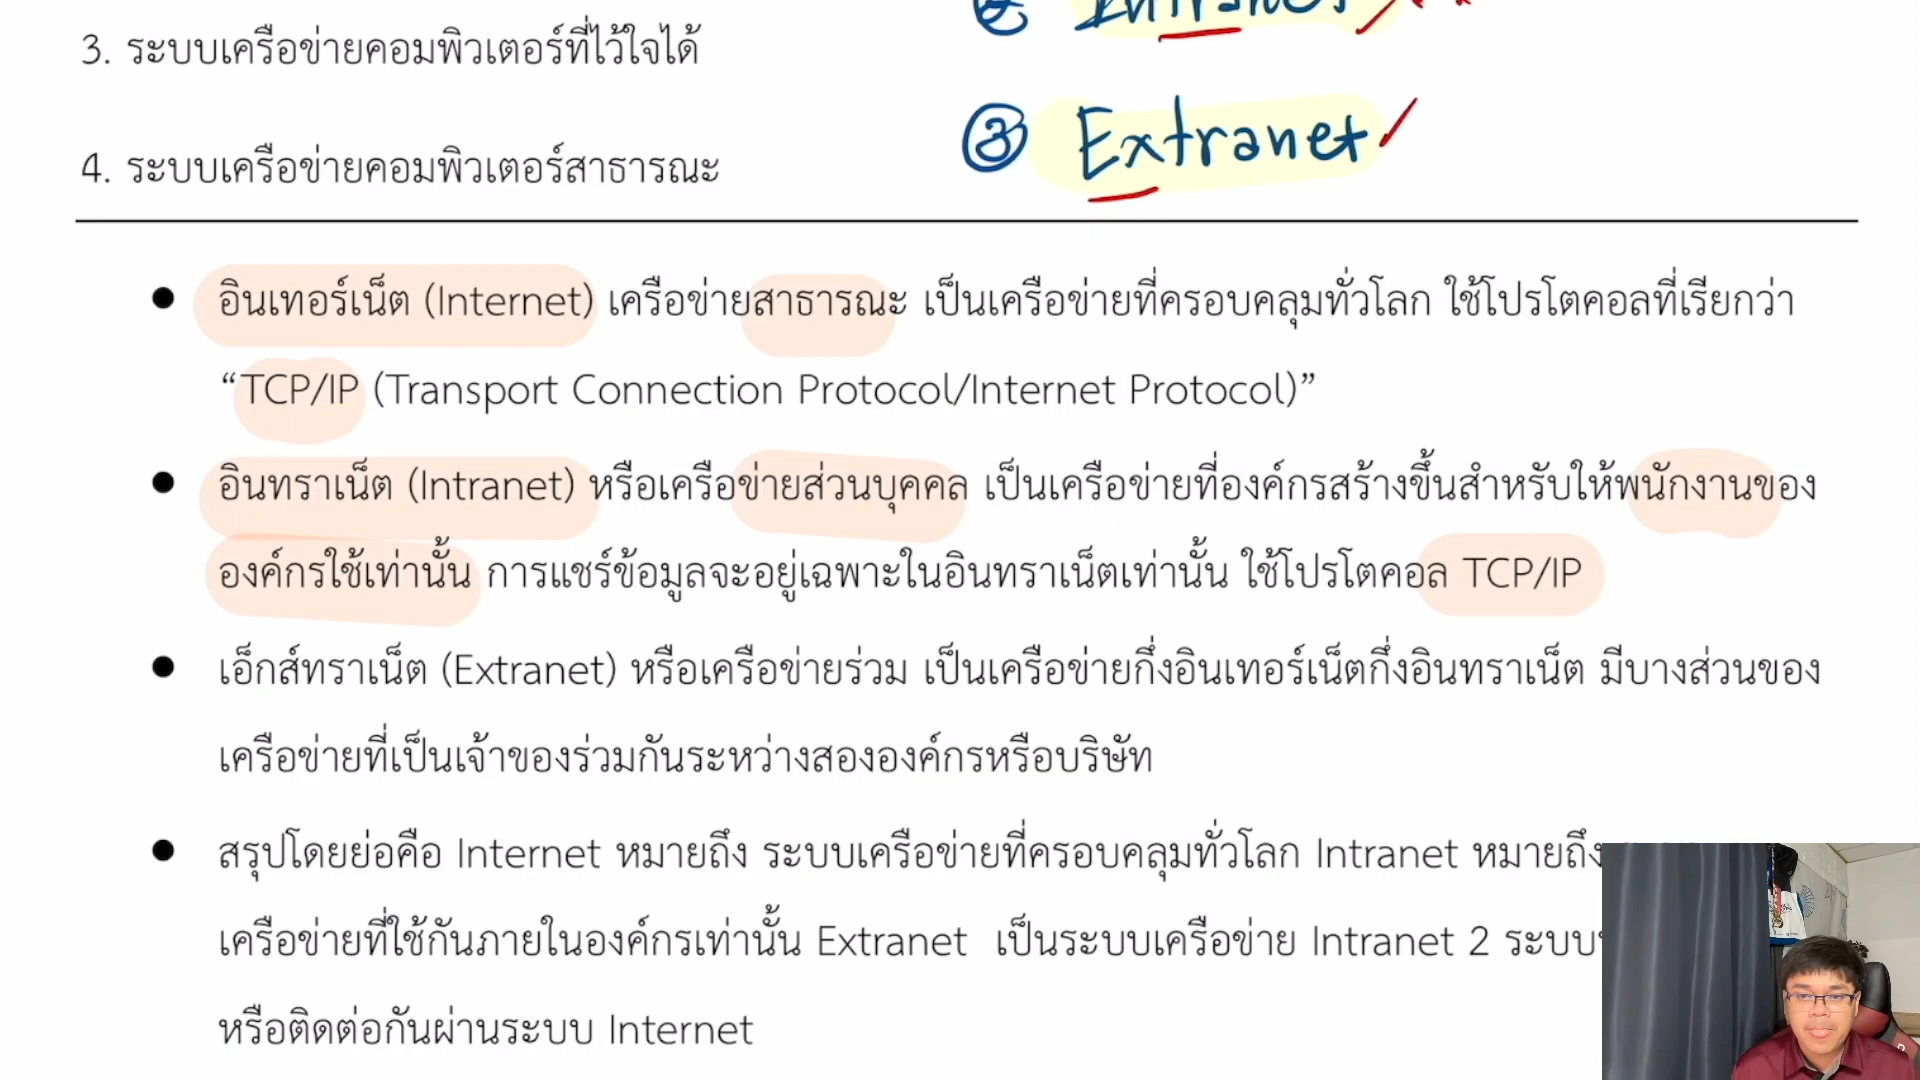 ② Intranet
3. ระบบเครือข่ายคอมพิวเตอร์ที่ไว้ใจได้
③ Extranet ✓
4. ระบบเครือข่ายคอมพิวเตอร์สาธารณะ
● อินเทอร์เน็ต (Internet) เครือข่ายสาธารณะ เป็นเครือข่ายที่ครอบคลุมทั่วโลก ใช้โปรโตคอลที่เรียกว่า
“TCP/IP (Transport Connection Protocol/Internet Protocol)”
● อินทราเน็ต (Intranet) หรือเครือข่ายส่วนบุคคล เป็นเครือข่ายที่องค์กรสร้างขึ้นสำหรับให้พนักงานของ
องค์กรใช้เท่านั้น การแชร์ข้อมูลจะอยู่เฉพาะในอินทราเน็ตเท่านั้น ใช้โปรโตคอล TCP/IP
● เอ็กส์ทราเน็ต (Extranet) หรือเครือข่ายร่วม เป็นเครือข่ายกึ่งอินเทอร์เน็ตกึ่งอินทราเน็ต มีบางส่วนของ
เครือข่ายที่เป็นเจ้าของร่วมกันระหว่างสององค์กรหรือบริษัท
● สรุปโดยย่อคือ Internet หมายถึง ระบบเครือข่ายที่ครอบคลุมทั่วโลก Intranet หมายถึง
เครือข่ายที่ใช้กันภายในองค์กรเท่านั้น Extranet เป็นระบบเครือข่าย Intranet 2 ระบบ
หรือติดต่อกันผ่านระบบ Internet